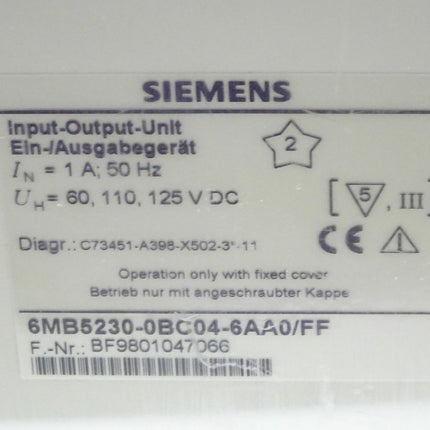 SIEMENS
Input-Output-Unit
Ein-/Ausgabegerät
2
I_N = 1 A; 50 Hz
U_H = 60, 110, 125 V DC
[ 5 , III ]
Diagr.: C73451-A398-X502-3*-11
CE
Operation only with fixed cover
Betrieb nur mit angeschraubter Kappe
6MB5230-0BC04-6AA0/FF
F.-Nr.: BF9801047066